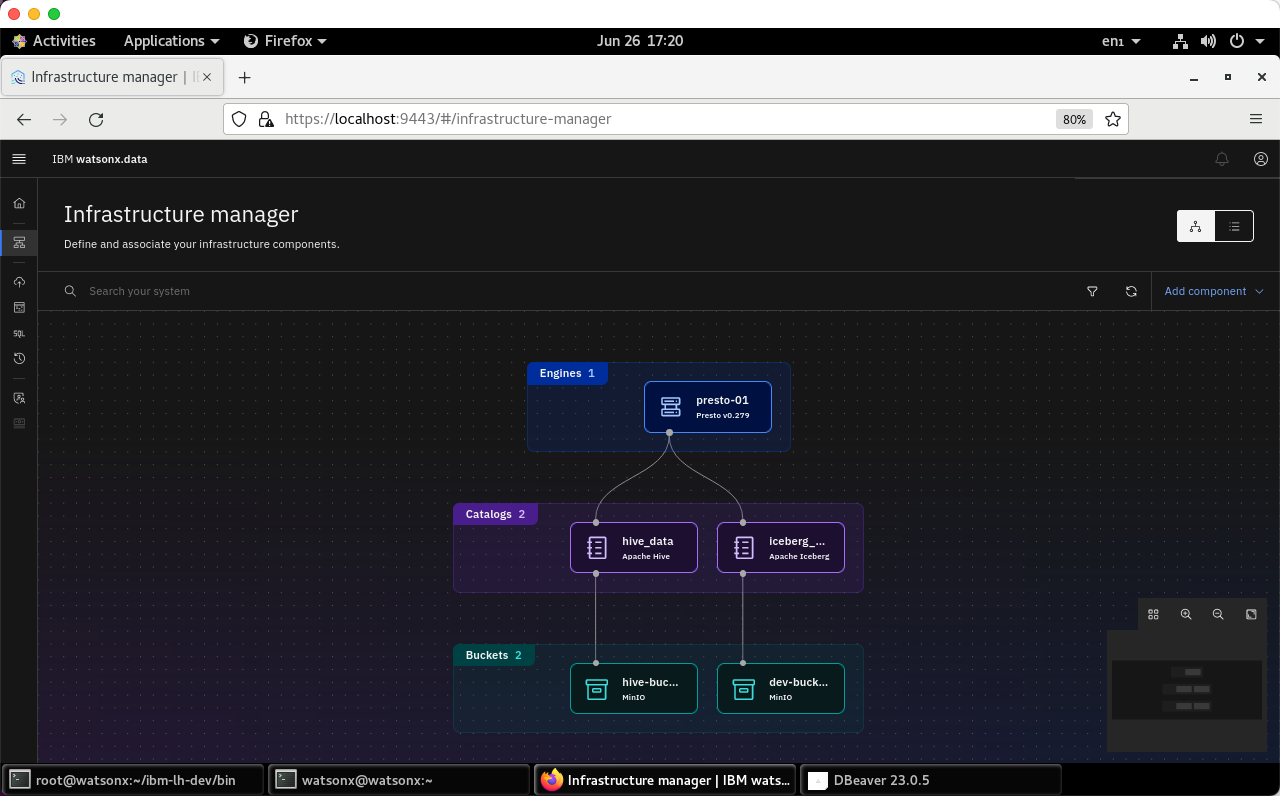 Activities Applications Firefox Jun 26 17:20 en₁
Infrastructure manager |
https://localhost:9443/#/infrastructure-manager 80%
IBM watsonx.data
Infrastructure manager
Define and associate your infrastructure components.
Search your system Add component
SQL
Engines 1
presto-01
Presto v0.279
Catalogs 2
hive_data
Apache Hive
iceberg_...
Apache Iceberg
Buckets 2
hive-buc...
MinIO
dev-buck...
MinIO
root@watsonx:~/ibm-lh-dev/bin watsonx@watsonx:~ Infrastructure manager | IBM wats... DBeaver 23.0.5